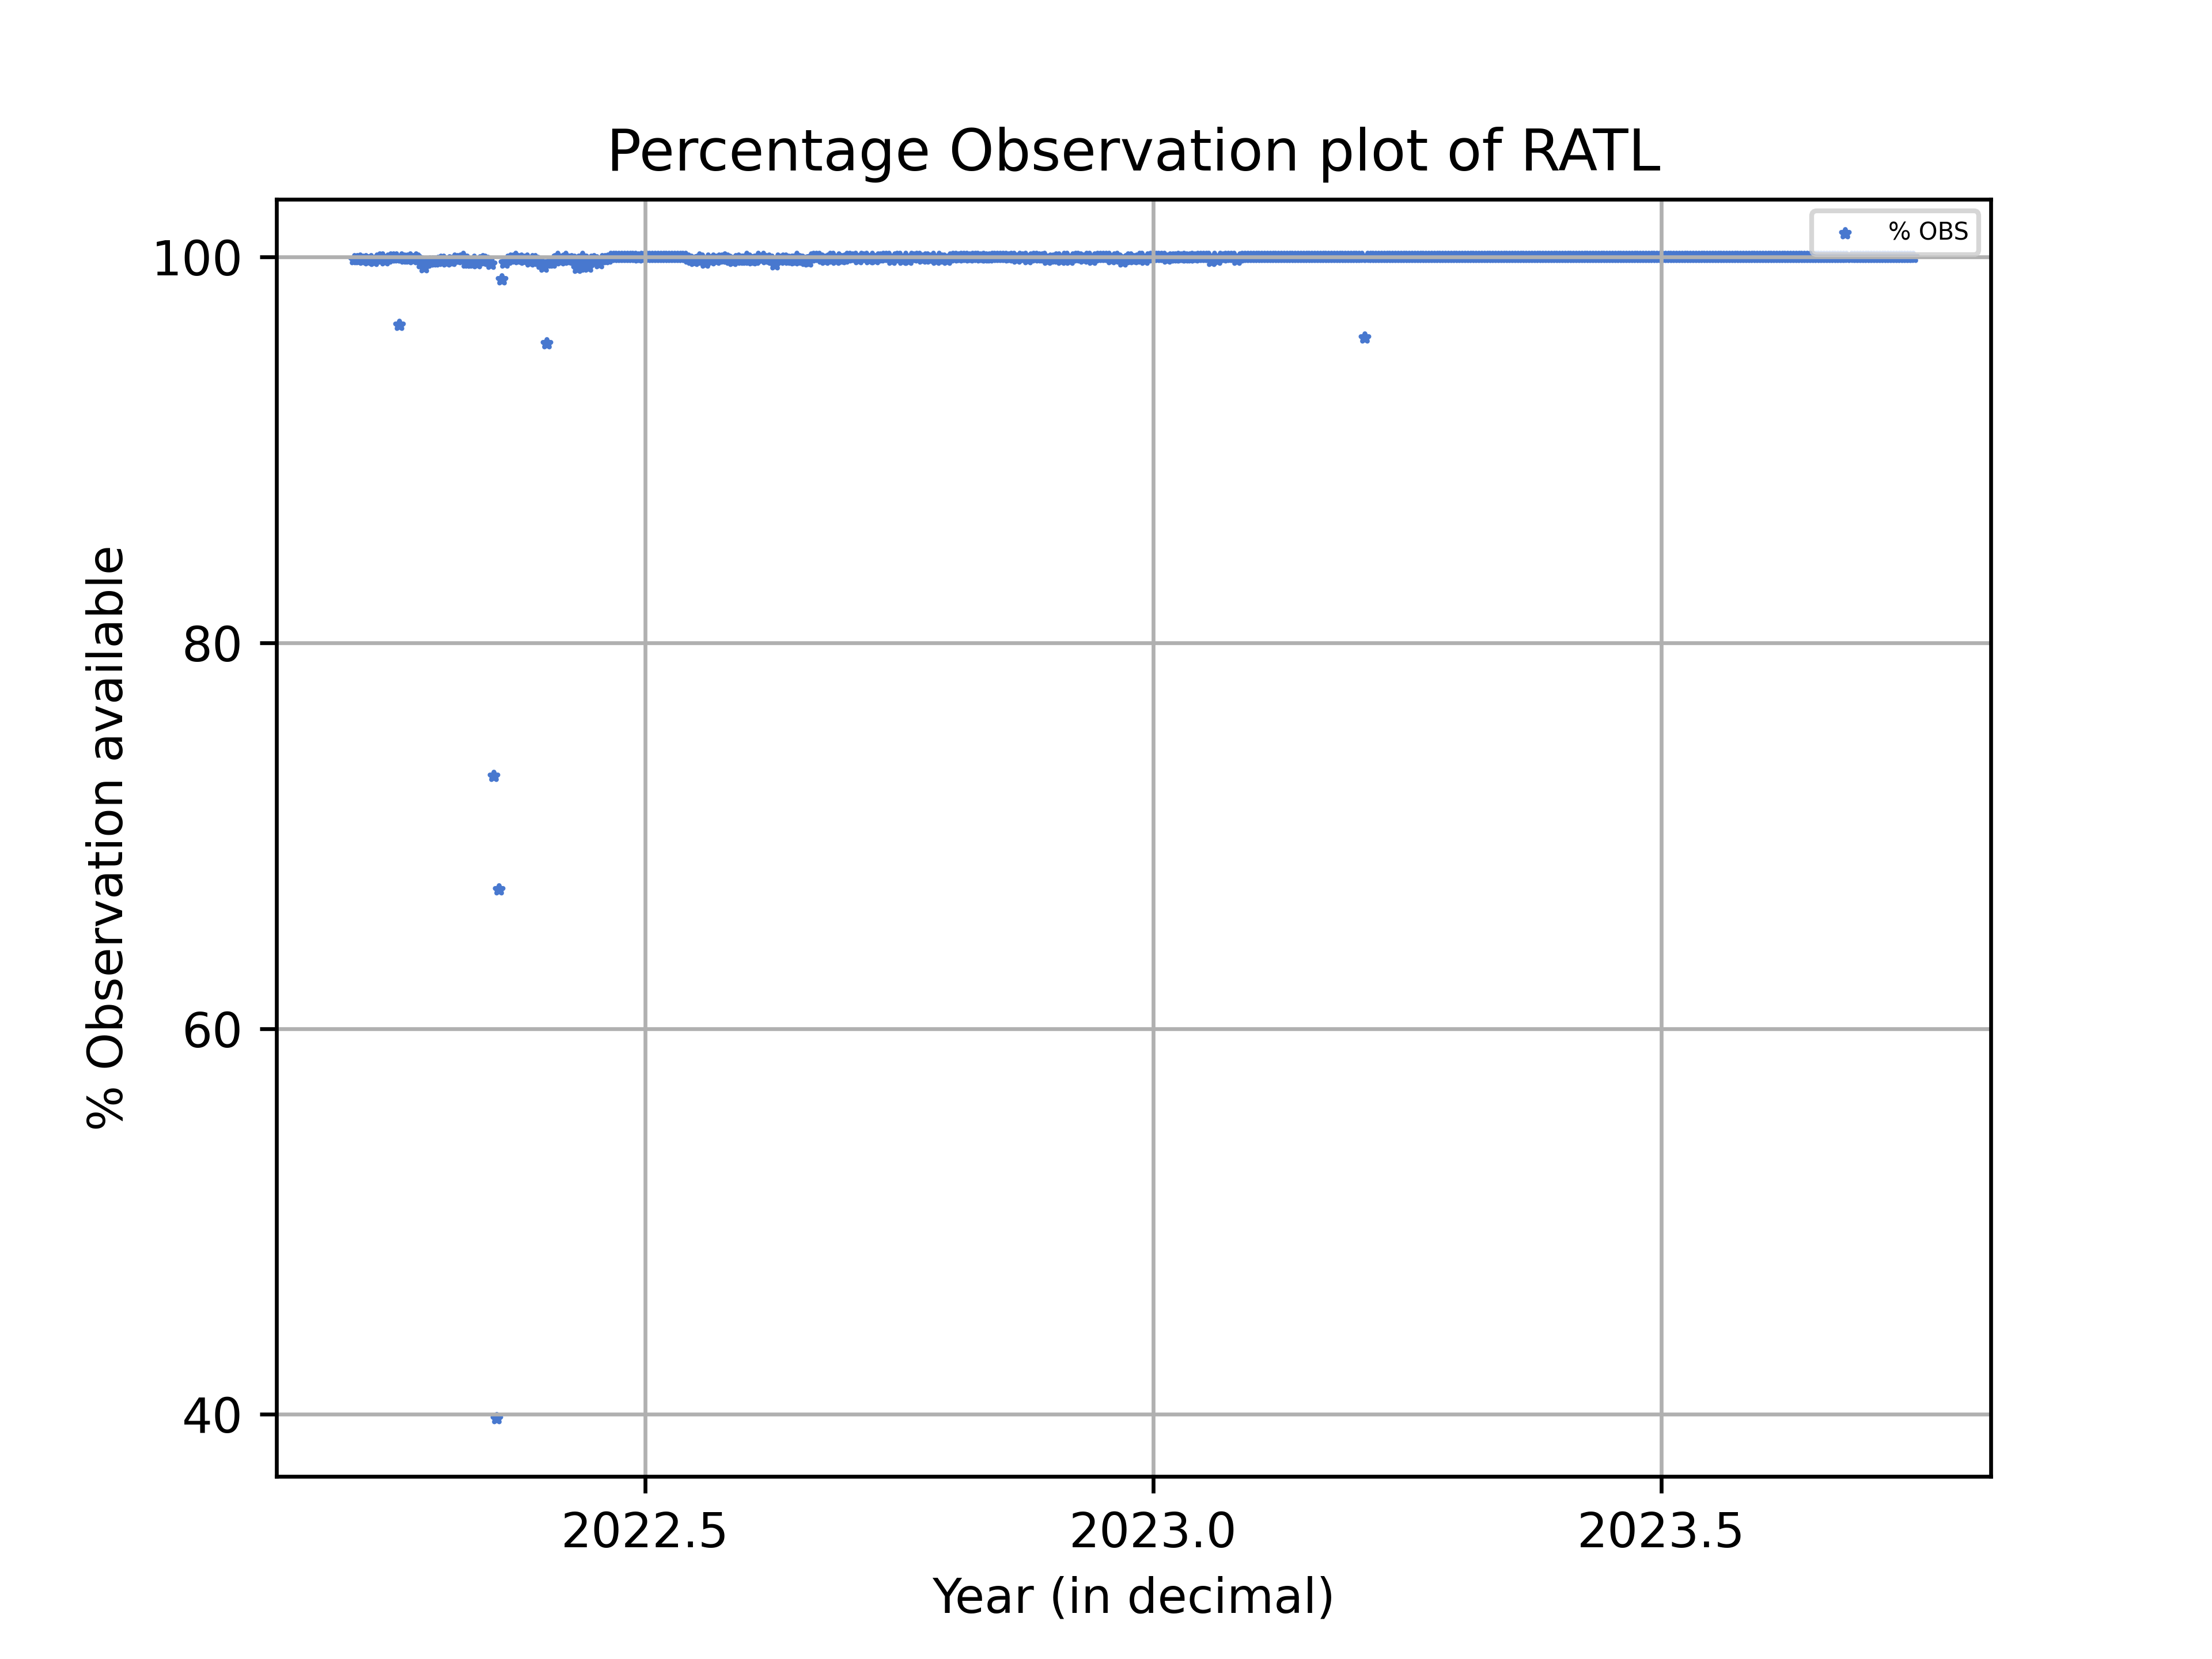 Percentage Observation plot of RATL
% OBS
100
80
60
40
% Observation available
2022.5 2023.0 2023.5
Year (in decimal)